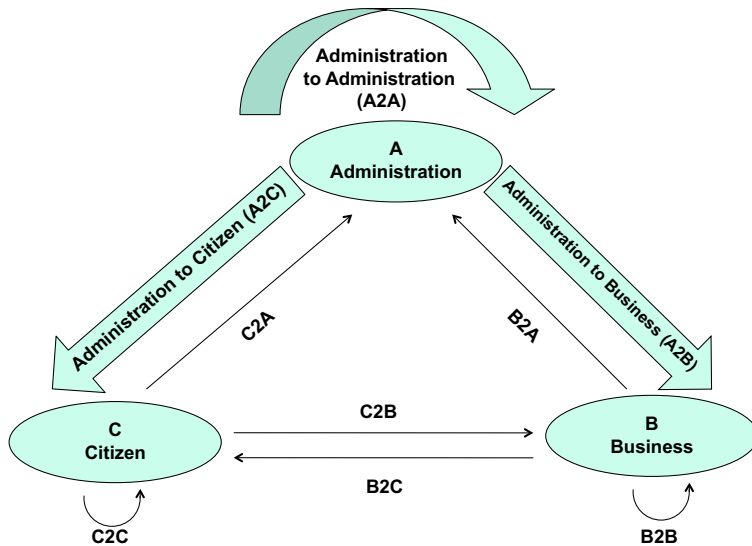 Administration
to Administration
(A2A)
A
Administration
Administration to Citizen (A2C)
Administration to Business (A2B)
C2A
B2A
C2B
C
Citizen
B
Business
B2C
C2C
B2B